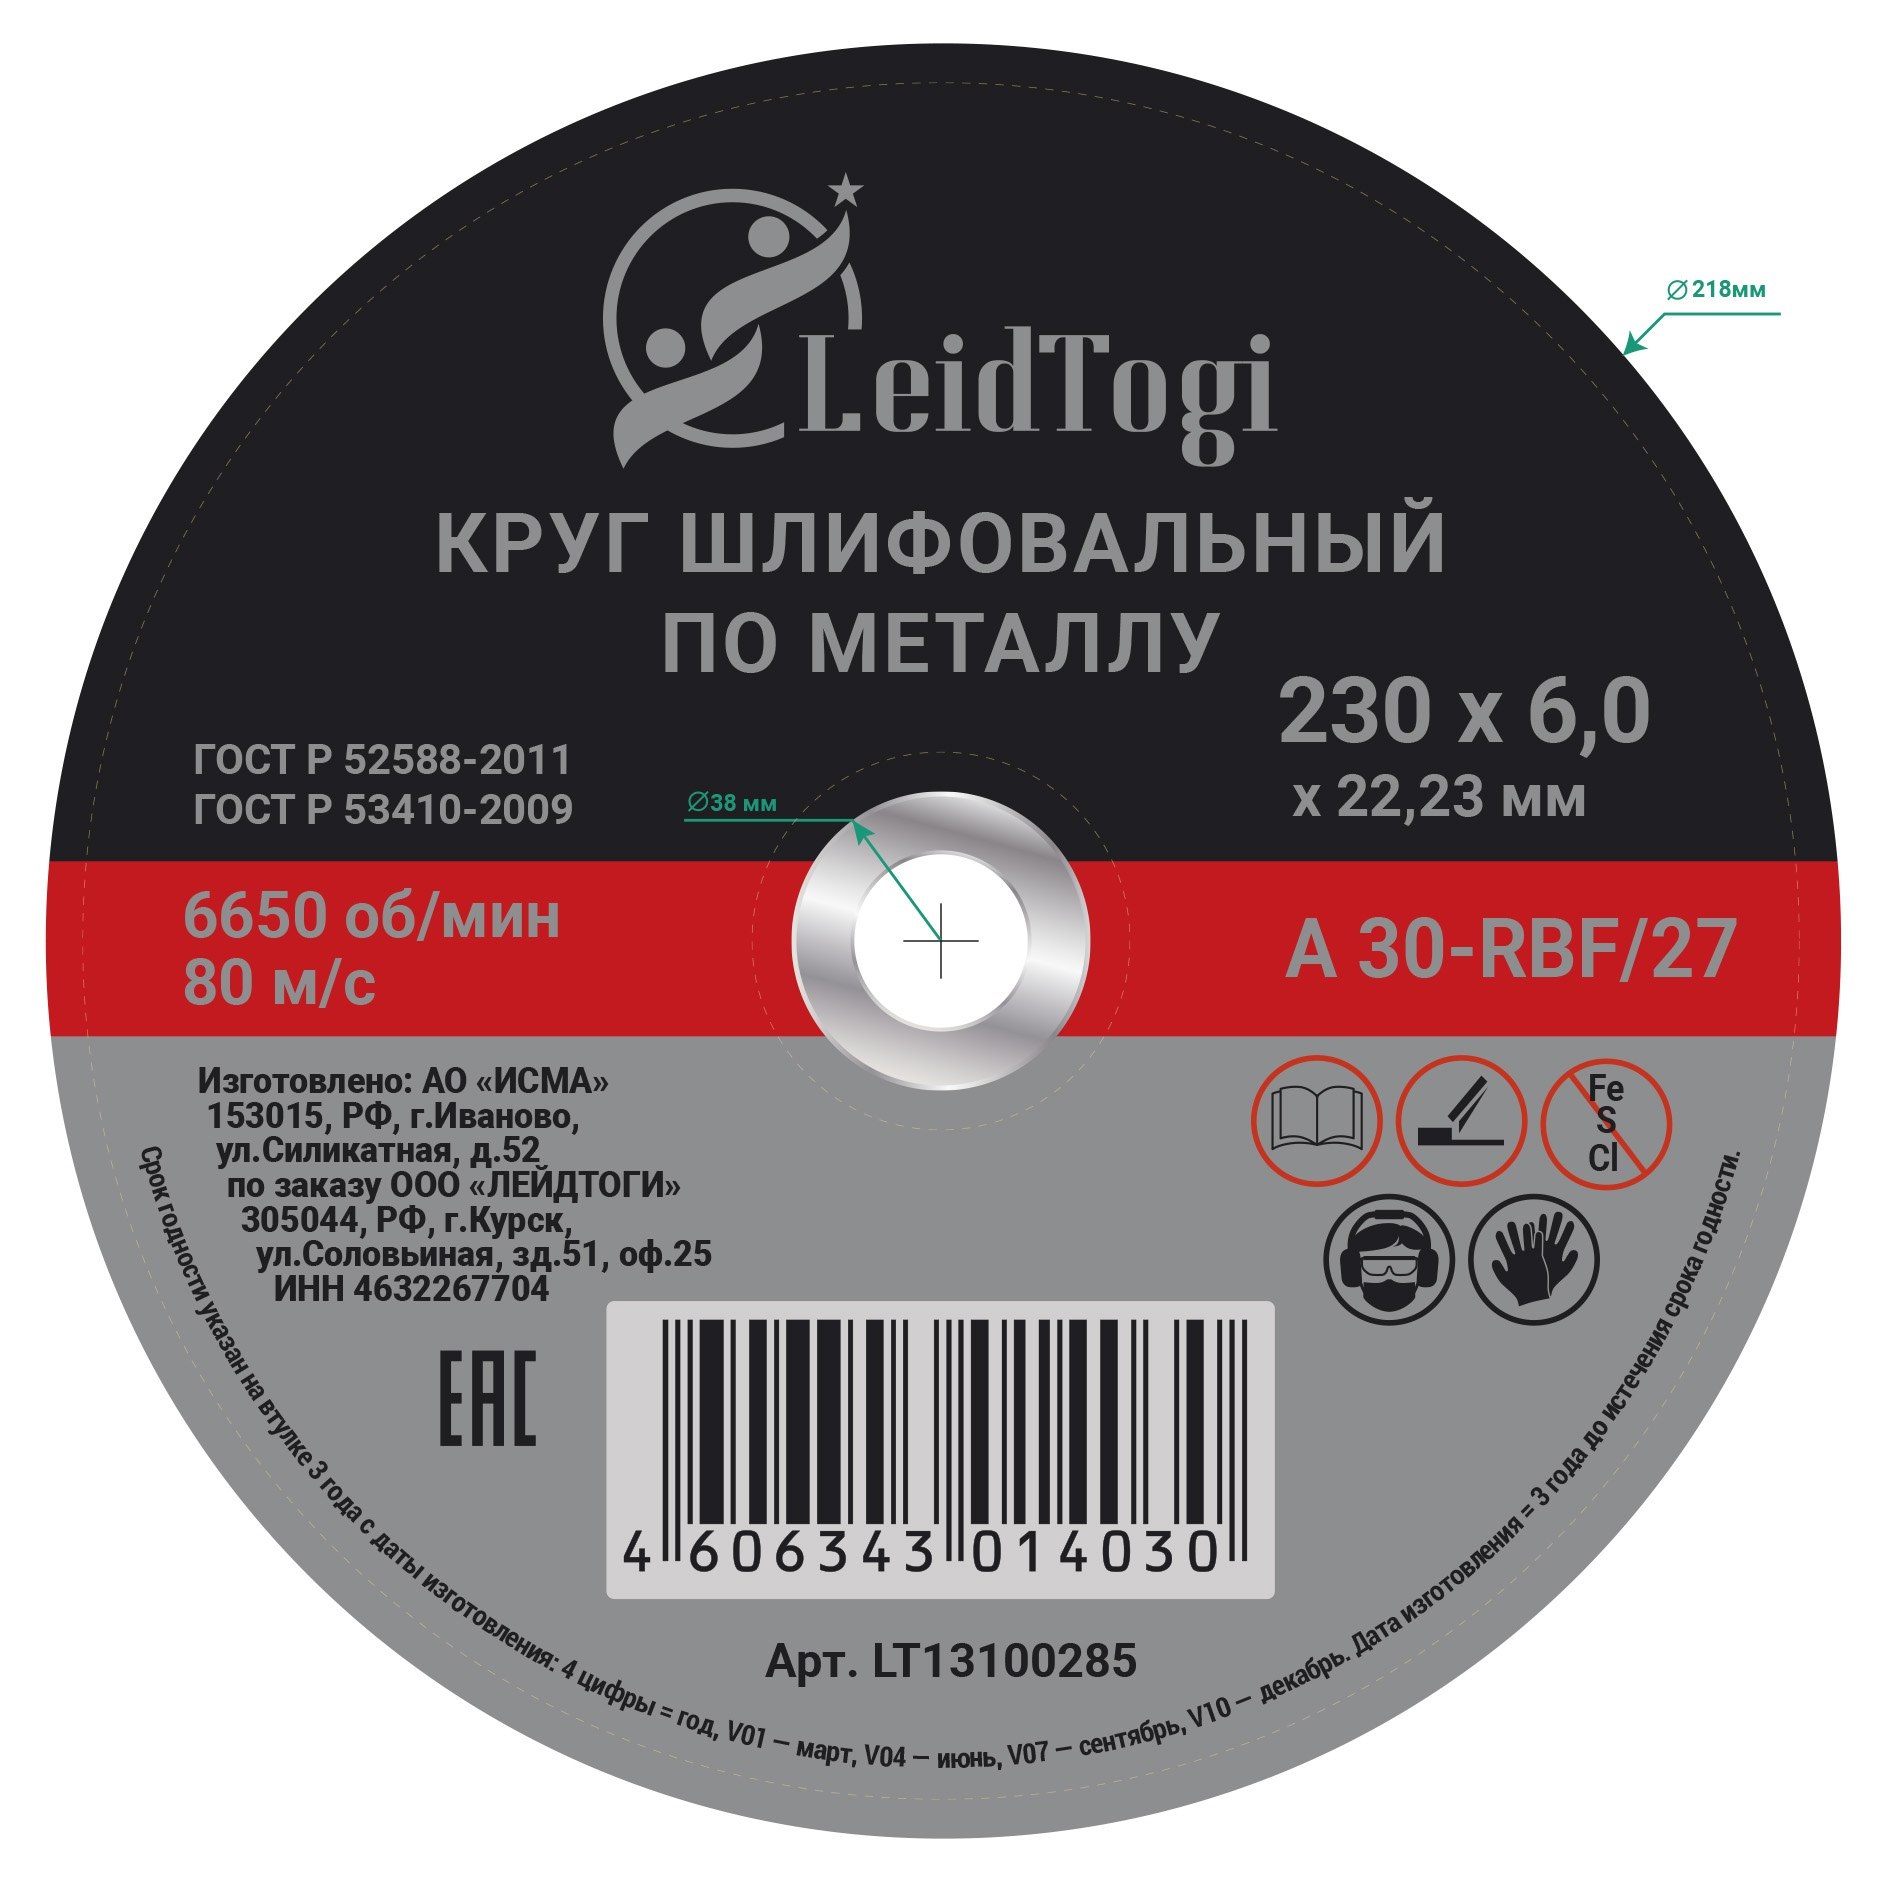 LeidTogi
КРУГ ШЛИФОВАЛЬНЫЙ
ПО МЕТАЛЛУ
230 x 6,0
x 22,23 мм
ГОСТ Р 52588-2011
ГОСТ Р 53410-2009
⌀218мм
⌀38 мм
6650 об/мин
80 м/с
A 30-RBF/27
Изготовлено: АО «ИСМА»
153015, РФ, г.Иваново,
ул.Силикатная, д.52
по заказу ООО «ЛЕЙДТОГИ»
305044, РФ, г.Курск,
ул.Соловьиная, зд.51, оф.25
ИНН 4632267704
Fe
S
Cl
EAC
4 606343 014030
Арт. LT13100285
Срок годности указан на втулке 3 года с даты изготовления: 4 цифры = год, V01 – март, V04 – июнь, V07 – сентябрь, V10 – декабрь. Дата изготовления = 3 года до истечения срока годности.